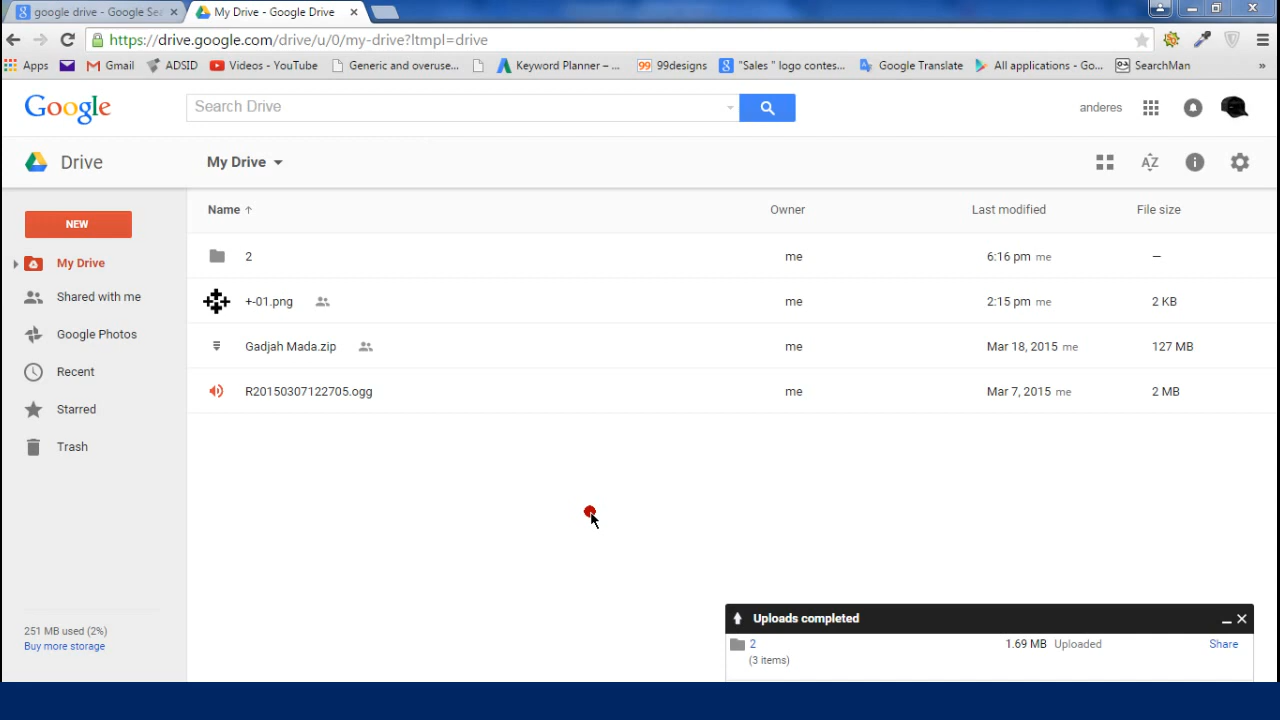 google drive - Google Sea
My Drive - Google Drive
https://drive.google.com/drive/u/0/my-drive?ltmpl=drive
Apps Gmail ADSID Videos - YouTube Generic and overuse... Keyword Planner – ... 99designs "Sales " logo contes... Google Translate All applications - Go... SearchMan »
Google Search Drive anderes
Drive My Drive AZ
NEW
My Drive
Shared with me
Google Photos
Recent
Starred
Trash
Name Owner Last modified File size
2 me 6:16 pm me —
+-01.png me 2:15 pm me 2 KB
Gadjah Mada.zip me Mar 18, 2015 me 127 MB
R20150307122705.ogg me Mar 7, 2015 me 2 MB
251 MB used (2%)
Buy more storage
Uploads completed
2 1.69 MB Uploaded Share
(3 items)